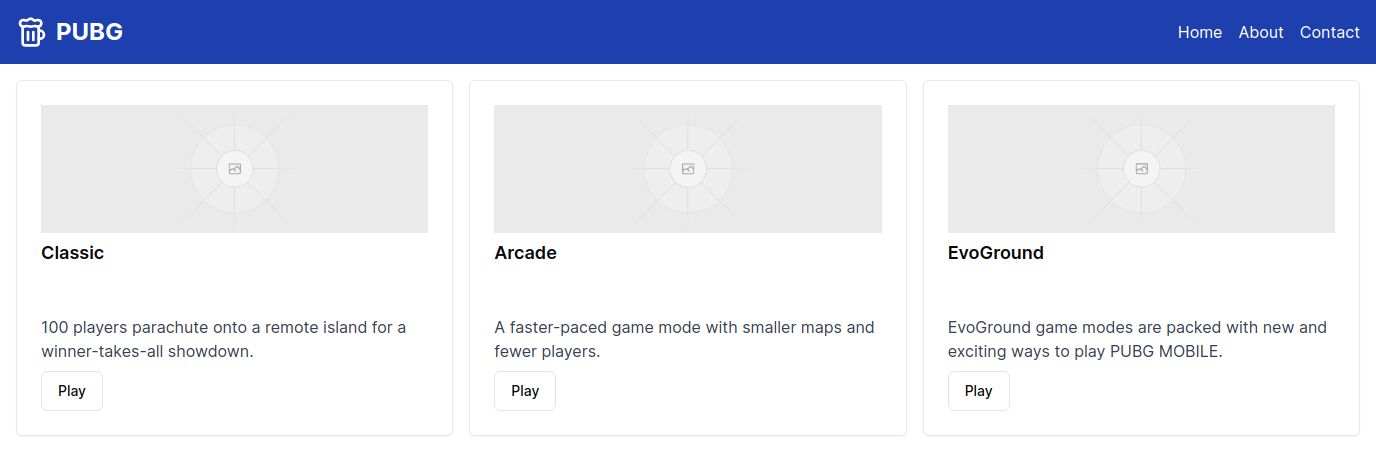 PUBG
Home About Contact
Classic
100 players parachute onto a remote island for a
winner-takes-all showdown.
Play
Arcade
A faster-paced game mode with smaller maps and
fewer players.
Play
EvoGround
EvoGround game modes are packed with new and
exciting ways to play PUBG MOBILE.
Play